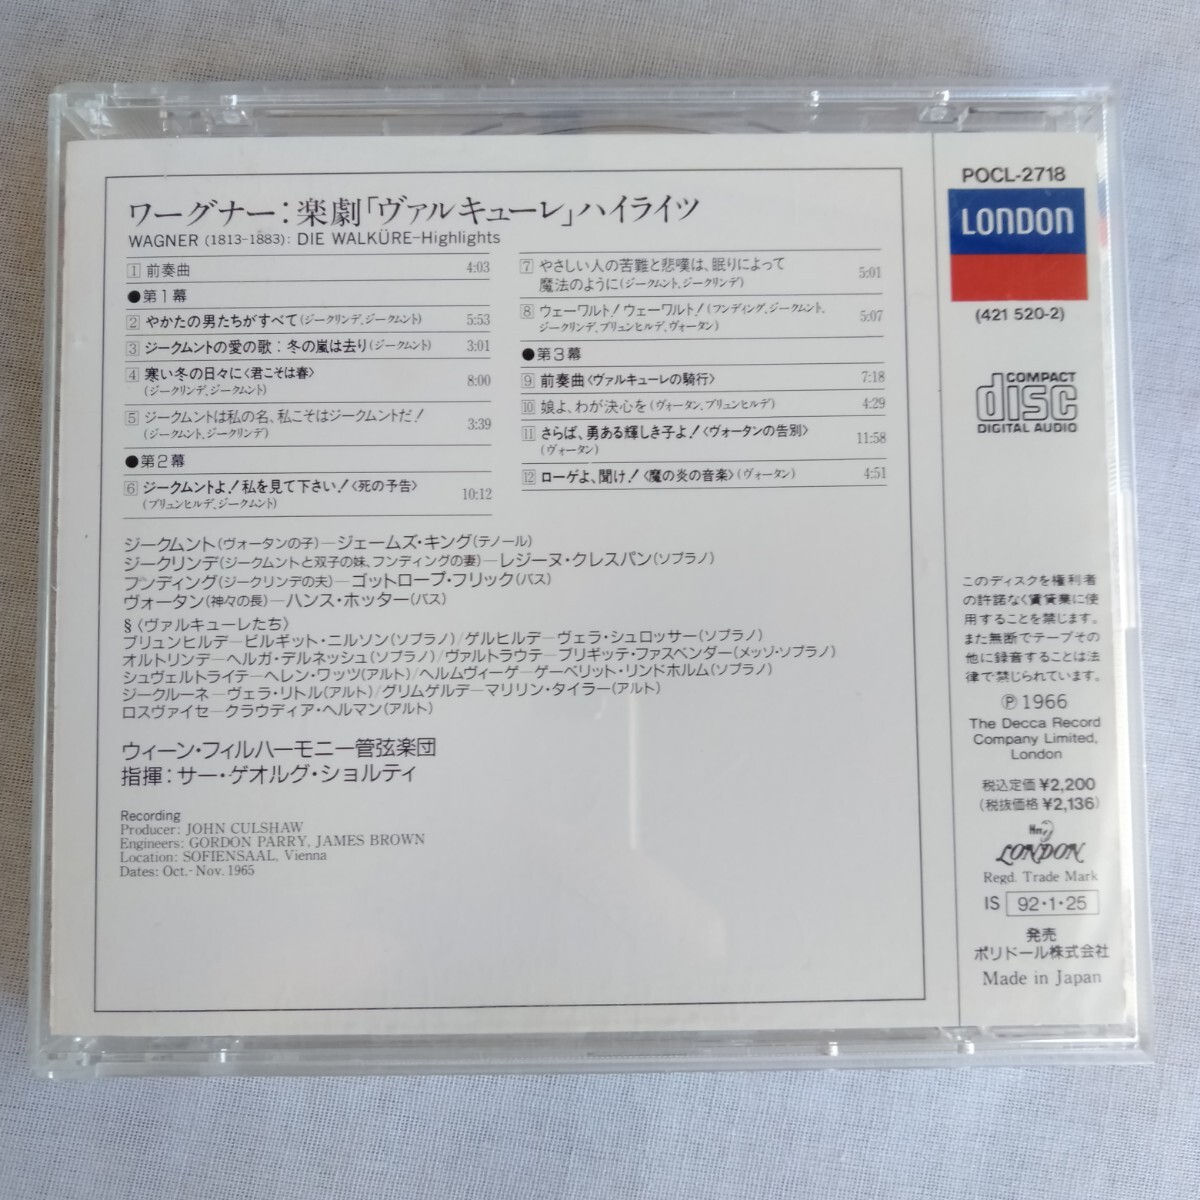 ワーグナー：楽劇「ヴァルキューレ」ハイライツ
WAGNER (1813-1883): DIE WALKÜRE-Highlights
1 前奏曲 4:03
●第1幕
2 やかたの男たちがすべて(ジークリンデ、ジークムント) 5:53
3 ジークムントの愛の歌：冬の嵐は去り(ジークムント) 3:01
4 寒い冬の日々に〈君こそは春〉 8:00
(ジークリンデ、ジークムント)
5 ジークムントは私の名、私こそはジークムントだ！ 3:39
(ジークムント、ジークリンデ)
●第2幕
6 ジークムントよ！私を見て下さい！〈死の予告〉 10:12
(ブリュンヒルデ、ジークムント)
7 やさしい人の苦難と悲嘆は、眠りによって 5:01
魔法のように(ジークムント、ジークリンデ)
8 ウェーワルト！ウェーワルト！(フンディング、ジークムント、 5:07
ジークリンデ、ブリュンヒルデ、ヴォータン)
●第3幕
9 前奏曲〈ヴァルキューレの騎行〉 7:18
10 娘よ、わが決心を(ヴォータン、ブリュンヒルデ) 4:29
11 さらば、勇ある輝しき子よ！〈ヴォータンの告別〉 11:58
(ヴォータン)
12 ローゲよ、聞け！〈魔の炎の音楽〉(ヴォータン) 4:51
ジークムント(ヴォータンの子)―ジェームズ・キング(テノール)
ジークリンデ(ジークムントと双子の妹、フンディングの妻)―レジーヌ・クレスパン(ソプラノ)
フンディング(ジークリンデの夫)―ゴットロープ・フリック(バス)
ヴォータン(神々の長)―ハンス・ホッター(バス)
§〈ヴァルキューレたち〉
ブリュンヒルデ―ビルギット・ニルソン(ソプラノ)/ゲルヒルデ―ヴェラ・シュロッサー(ソプラノ)
オルトリンデ―ヘルガ・デルネッシュ(ソプラノ)/ヴァルトラウテ―ブリギッテ・ファスベンダー(メッゾ・ソプラノ)
シュヴェルトライテ―ヘレン・ワッツ(アルト)/ヘルムヴィーゲ―ゲーベリット・リンドホルム(ソプラノ)
ジークルーネ―ヴェラ・リトル(アルト)/グリムゲルデ―マリリン・タイラー(アルト)
ロスヴァイセ―クラウディア・ヘルマン(アルト)
ウィーン・フィルハーモニー管弦楽団
指揮：サー・ゲオルグ・ショルティ
Recording
Producer: JOHN CULSHAW
Engineers: GORDON PARRY, JAMES BROWN
Location: SOFIENSAAL, Vienna
Dates: Oct.- Nov. 1965
POCL-2718
LONDON
(421 520-2)
COMPACT
disc
DIGITAL AUDIO
このディスクを権利者
の許諾なく賃貸業に使
用することを禁じます。
また無断でテープその
他に録音することは法
律で禁じられています。
Ⓟ 1966
The Decca Record
Company Limited,
London
税込定価 ¥2,200
(税抜価格 ¥2,136)
LONDON
Regd. Trade Mark
IS 92・1・25
発売
ポリドール株式会社
Made in Japan